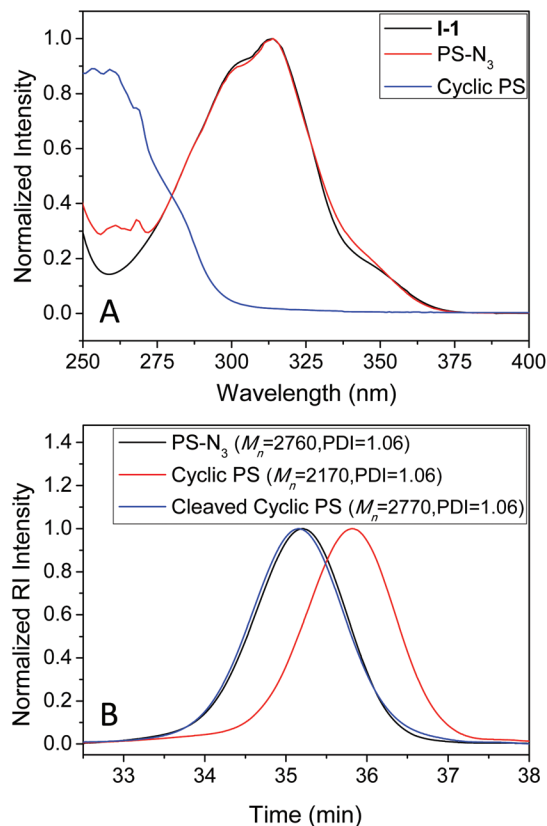 I-1
PS-N3
Cyclic PS
1.0
0.8
0.6
0.4
0.2
0.0
Normalized Intensity
A
250 275 300 325 350 375 400
Wavelength (nm)
PS-N3 (Mn=2760,PDI=1.06)
Cyclic PS (Mn=2170,PDI=1.06)
Cleaved Cyclic PS (Mn=2770,PDI=1.06)
1.4
1.2
1.0
0.8
0.6
0.4
0.2
0.0
Normalized RI Intensity
B
33 34 35 36 37 38
Time (min)